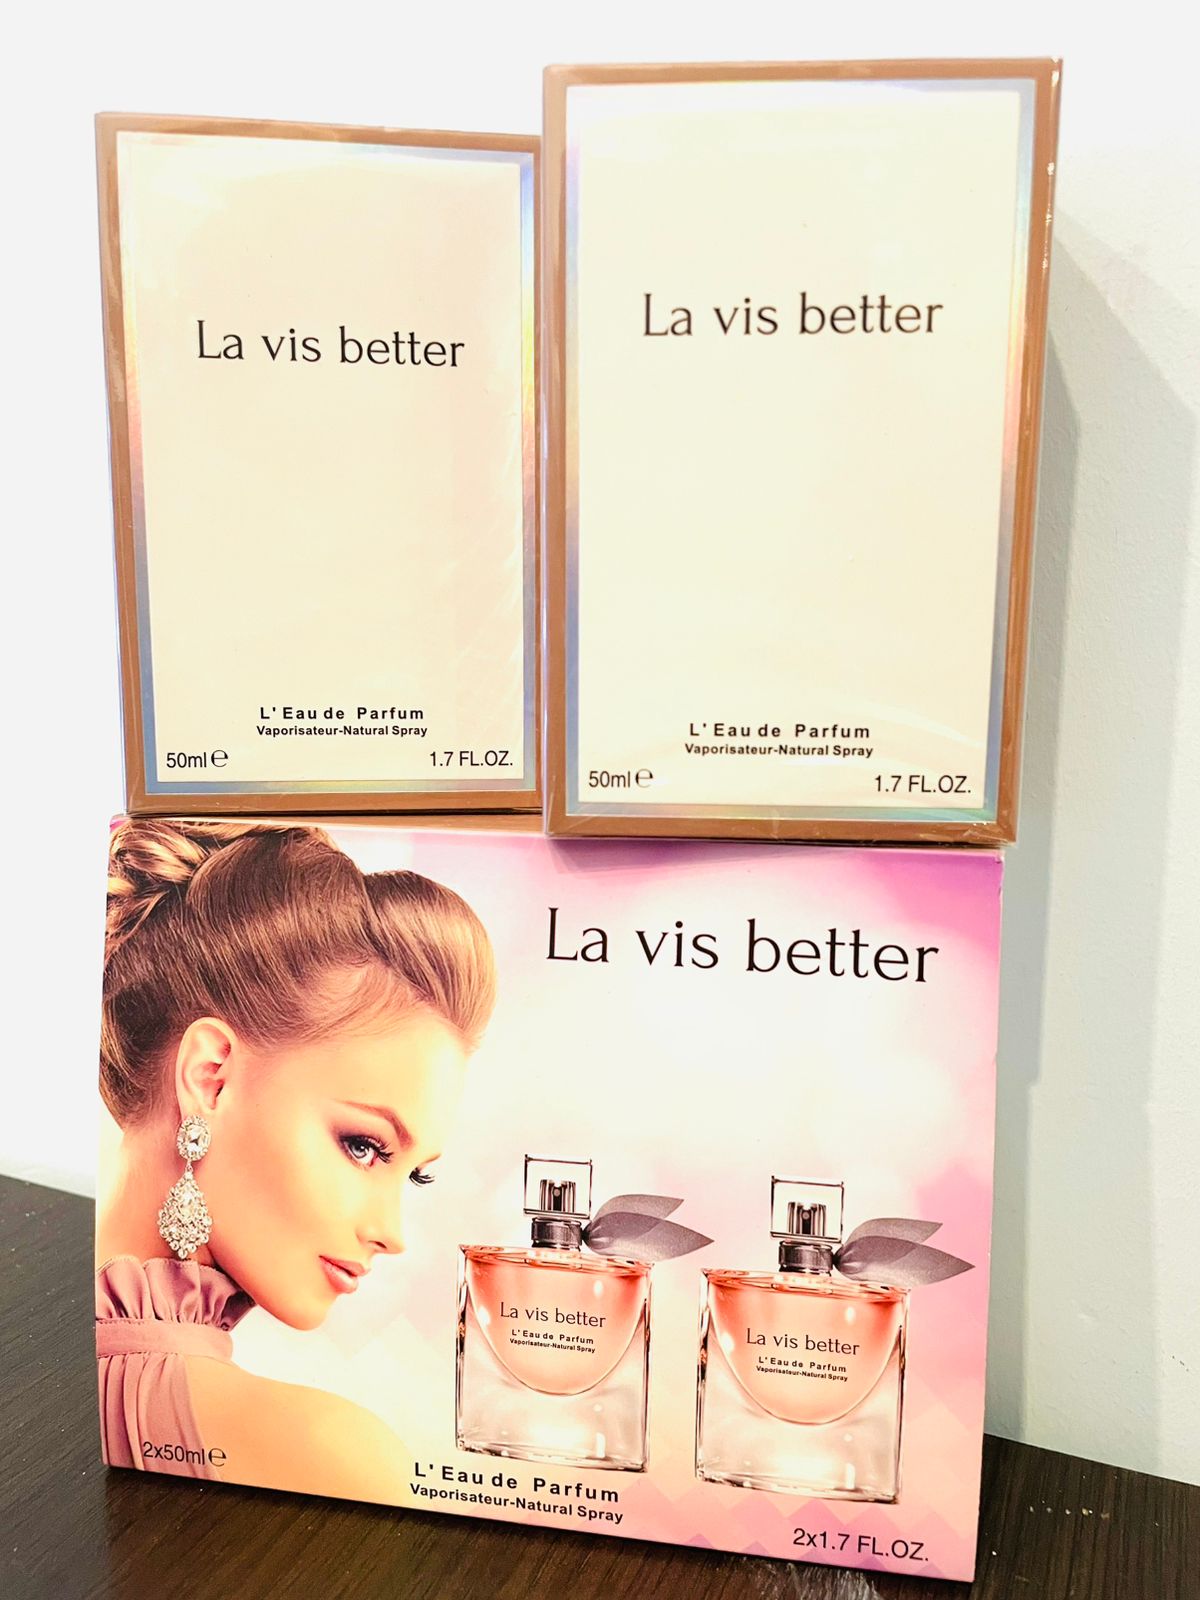 La vis better
L'Eau de Parfum
Vaporisateur-Natural Spray
50ml ℮ 1.7 FL.OZ.
La vis better
L'Eau de Parfum
Vaporisateur-Natural Spray
50ml ℮ 1.7 FL.OZ.
La vis better
La vis better
L'Eau de Parfum
Vaporisateur-Natural Spray
La vis better
L'Eau de Parfum
Vaporisateur-Natural Spray
2x50ml ℮
L'Eau de Parfum
Vaporisateur-Natural Spray
2x1.7 FL.OZ.